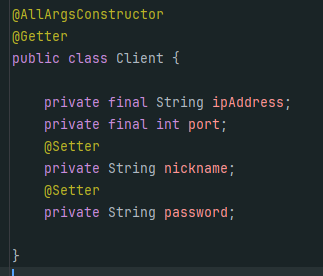 @AllArgsConstructor
@Getter
public class Client {
private final String ipAddress;
private final int port;
@Setter
private String nickname;
@Setter
private String password;
}